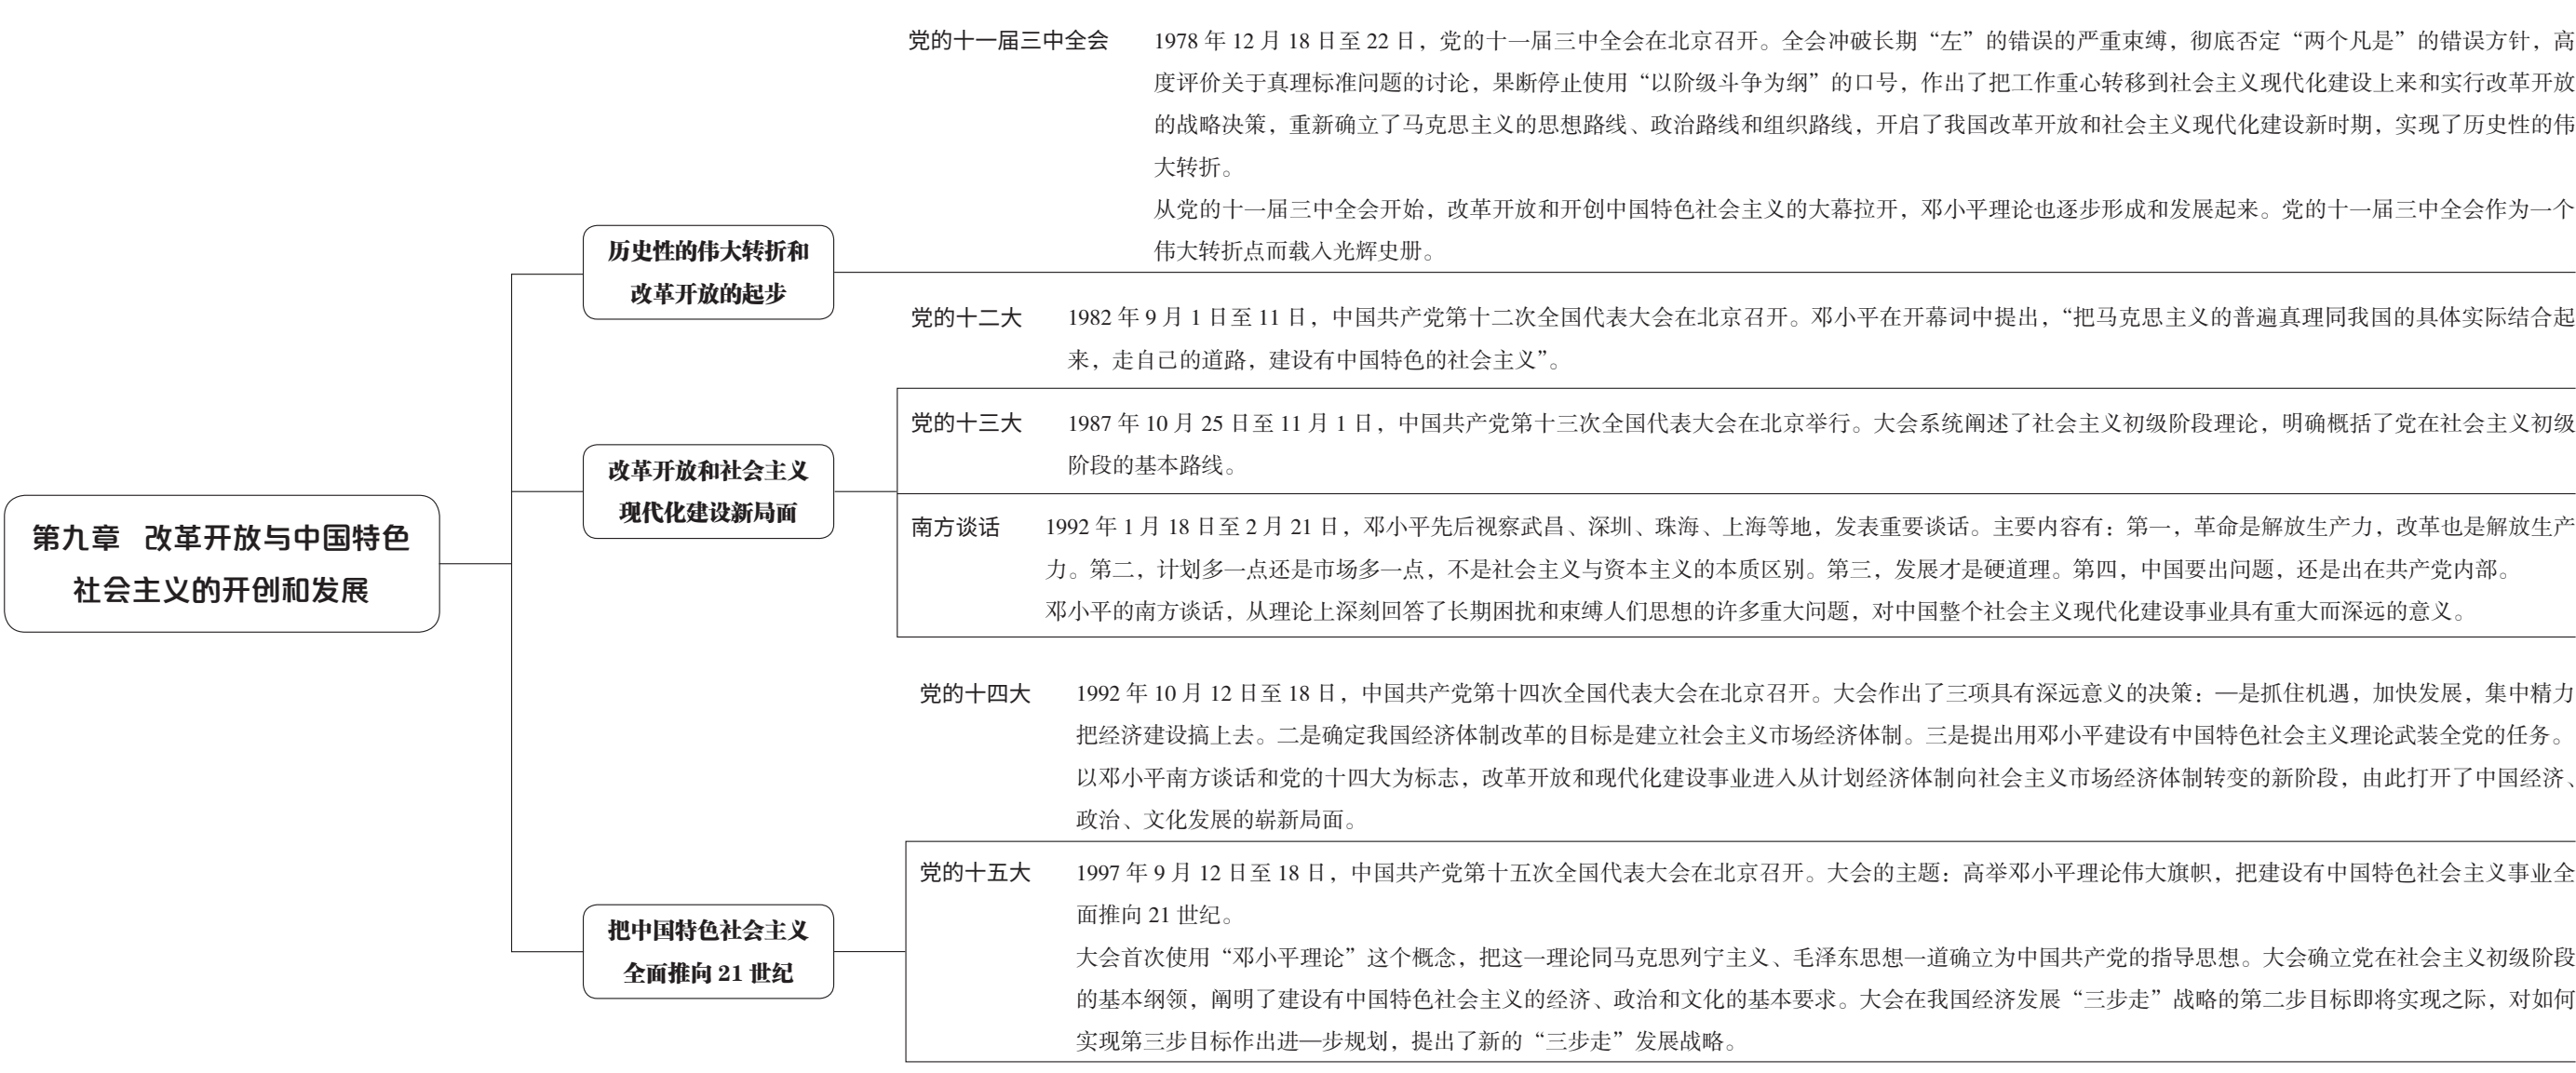 第九章 改革开放与中国特色
社会主义的开创和发展
历史性的伟大转折和
改革开放的起步
党的十一届三中全会 1978 年 12 月 18 日至 22 日，党的十一届三中全会在北京召开。全会冲破长期“左”的错误的严重束缚，彻底否定“两个凡是”的错误方针，高
度评价关于真理标准问题的讨论，果断停止使用“以阶级斗争为纲”的口号，作出了把工作重心转移到社会主义现代化建设上来和实行改革开放
的战略决策，重新确立了马克思主义的思想路线、政治路线和组织路线，开启了我国改革开放和社会主义现代化建设新时期，实现了历史性的伟
大转折。
从党的十一届三中全会开始，改革开放和开创中国特色社会主义的大幕拉开，邓小平理论也逐步形成和发展起来。党的十一届三中全会作为一个
伟大转折点而载入光辉史册。
改革开放和社会主义
现代化建设新局面
党的十二大 1982 年 9 月 1 日至 11 日，中国共产党第十二次全国代表大会在北京召开。邓小平在开幕词中提出，“把马克思主义的普遍真理同我国的具体实际结合起
来，走自己的道路，建设有中国特色的社会主义”。
党的十三大 1987 年 10 月 25 日至 11 月 1 日，中国共产党第十三次全国代表大会在北京举行。大会系统阐述了社会主义初级阶段理论，明确概括了党在社会主义初级
阶段的基本路线。
南方谈话 1992 年 1 月 18 日至 2 月 21 日，邓小平先后视察武昌、深圳、珠海、上海等地，发表重要谈话。主要内容有：第一，革命是解放生产力，改革也是解放生产
力。第二，计划多一点还是市场多一点，不是社会主义与资本主义的本质区别。第三，发展才是硬道理。第四，中国要出问题，还是出在共产党内部。
邓小平的南方谈话，从理论上深刻回答了长期困扰和束缚人们思想的许多重大问题，对中国整个社会主义现代化建设事业具有重大而深远的意义。
把中国特色社会主义
全面推向 21 世纪
党的十四大 1992 年 10 月 12 日至 18 日，中国共产党第十四次全国代表大会在北京召开。大会作出了三项具有深远意义的决策：—是抓住机遇，加快发展，集中精力
把经济建设搞上去。二是确定我国经济体制改革的目标是建立社会主义市场经济体制。三是提出用邓小平建设有中国特色社会主义理论武装全党的任务。
以邓小平南方谈话和党的十四大为标志，改革开放和现代化建设事业进入从计划经济体制向社会主义市场经济体制转变的新阶段，由此打开了中国经济、
政治、文化发展的崭新局面。
党的十五大 1997 年 9 月 12 日至 18 日，中国共产党第十五次全国代表大会在北京召开。大会的主题：高举邓小平理论伟大旗帜，把建设有中国特色社会主义事业全
面推向 21 世纪。
大会首次使用“邓小平理论”这个概念，把这一理论同马克思列宁主义、毛泽东思想一道确立为中国共产党的指导思想。大会确立党在社会主义初级阶段
的基本纲领，阐明了建设有中国特色社会主义的经济、政治和文化的基本要求。大会在我国经济发展“三步走”战略的第二步目标即将实现之际，对如何
实现第三步目标作出进—步规划，提出了新的“三步走”发展战略。